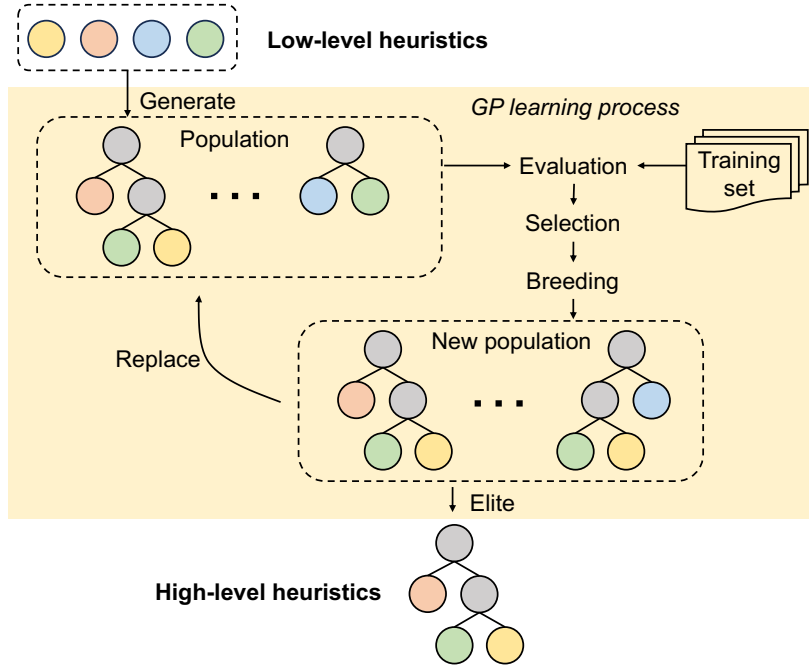 Low-level heuristics
Generate
GP learning process
Population
Evaluation
Training
set
Selection
Breeding
New population
Replace
Elite
High-level heuristics